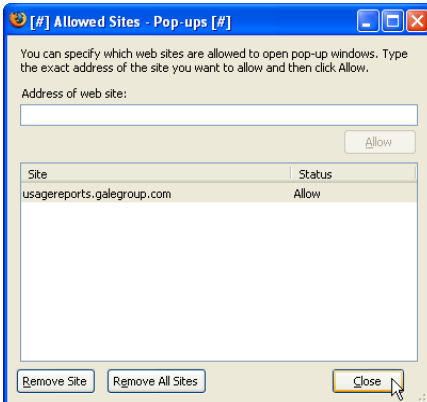 [#] Allowed Sites - Pop-ups [#]
You can specify which web sites are allowed to open pop-up windows. Type
the exact address of the site you want to allow and then click Allow.
Address of web site:
Allow
Site Status
usagereports.galegroup.com Allow
Remove Site Remove All Sites Close